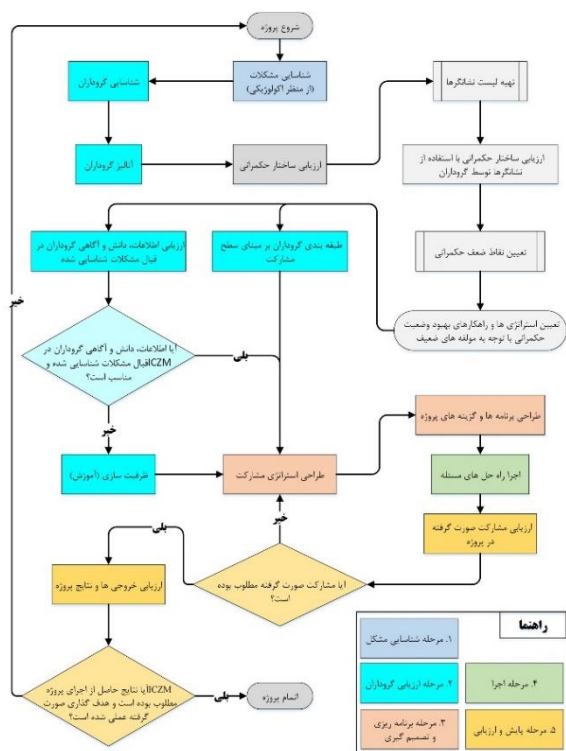 شروع پروژه
شناسایی مشکلات
(از منظر اکولوژیکی)
شناسایی گروداران
تهیه لیست نشانگرها
آنالیز گروداران
ارزیابی ساختار حکمرانی
ارزیابی ساختار حکمرانی با استفاده از
نشانگرها توسط گروداران
تعیین نقاط ضعف حکمرانی
تعیین استراتژی ها و راهکارهای بهبود وضعیت
حکمرانی با توجه به مولفه های ضعیف
طبقه بندی گروداران بر مبنای سطح
مشارکت
ارزیابی اطلاعات، دانش و آگاهی گروداران در
قبال مشکلات شناسایی شده
آیا اطلاعات، دانش و آگاهی گروداران در
ICZMقبال مشکلات شناسایی شده و
مناسب است؟
بلی
خیر
خیر
ظرفیت سازی (آموزش)
طراحی استراتژی مشارکت
طراحی برنامه ها و گزینه های پروژه
اجرا راه حل های مسئله
ارزیابی مشارکت صورت گرفته
در پروژه
خیر
آیا مشارکت صورت گرفته مطلوب بوده
است؟
بلی
ارزیابی خروجی ها و نتایج پروژه
ICZMآیا نتایج حاصل از اجرای پروژه
مطلوب بوده است و هدف گذاری صورت
گرفته عملی شده است؟
بلی
اتمام پروژه
راهنما
۱. مرحله شناسایی مشکل
۲. مرحله ارزیابی گروداران
۳. مرحله برنامه ریزی
و تصمیم گیری
۴. مرحله اجرا
۵. مرحله پایش و ارزیابی